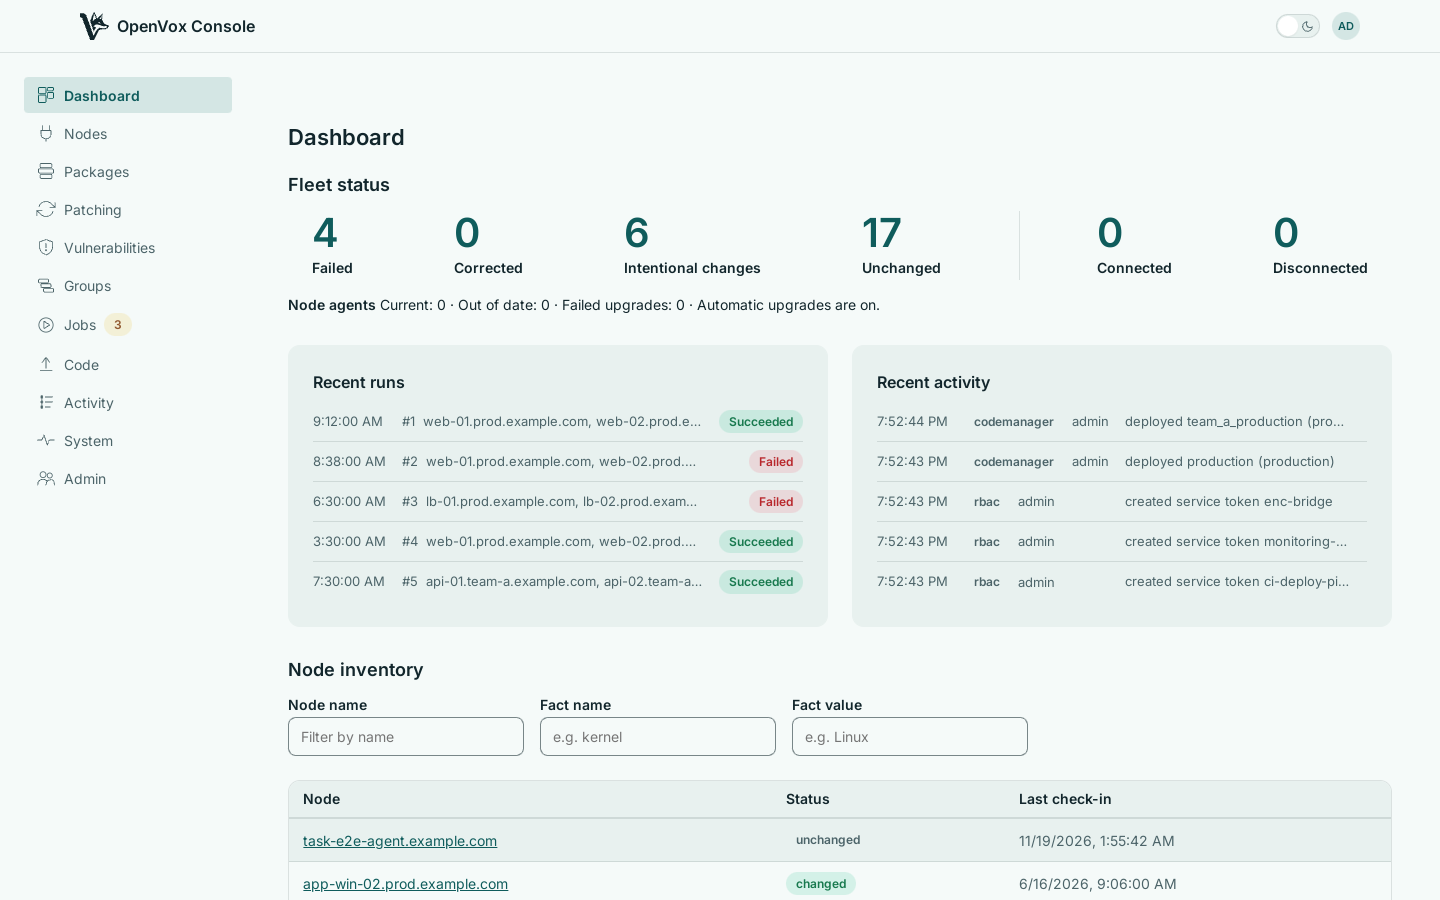 OpenVox Console
AD
Dashboard
Nodes
Packages
Patching
Vulnerabilities
Groups
Jobs 3
Code
Activity
System
Admin
Dashboard
Fleet status
4 0 6 17 0 0
Failed Corrected Intentional changes Unchanged Connected Disconnected
Node agents Current: 0 · Out of date: 0 · Failed upgrades: 0 · Automatic upgrades are on.
Recent runs
9:12:00 AM #1 web-01.prod.example.com, web-02.prod.e... Succeeded
8:38:00 AM #2 web-01.prod.example.com, web-02.prod.... Failed
6:30:00 AM #3 lb-01.prod.example.com, lb-02.prod.exam... Failed
3:30:00 AM #4 web-01.prod.example.com, web-02.prod.... Succeeded
7:30:00 AM #5 api-01.team-a.example.com, api-02.team-a... Succeeded
Recent activity
7:52:44 PM codemanager admin deployed team_a_production (pro...
7:52:43 PM codemanager admin deployed production (production)
7:52:43 PM rbac admin created service token enc-bridge
7:52:43 PM rbac admin created service token monitoring-...
7:52:43 PM rbac admin created service token ci-deploy-pi...
Node inventory
Node name Fact name Fact value
Filter by name e.g. kernel e.g. Linux
Node Status Last check-in
task-e2e-agent.example.com unchanged 11/19/2026, 1:55:42 AM
app-win-02.prod.example.com changed 6/16/2026, 9:06:00 AM